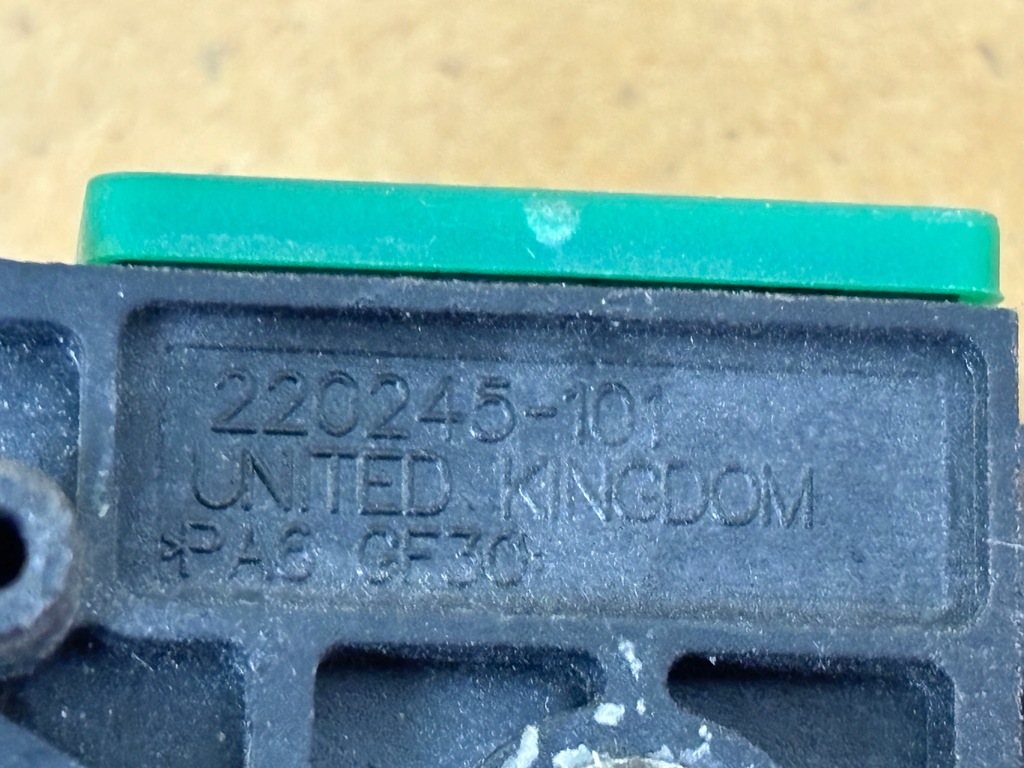 220245-101
UNITED KINGDOM
*PA6 GF30*